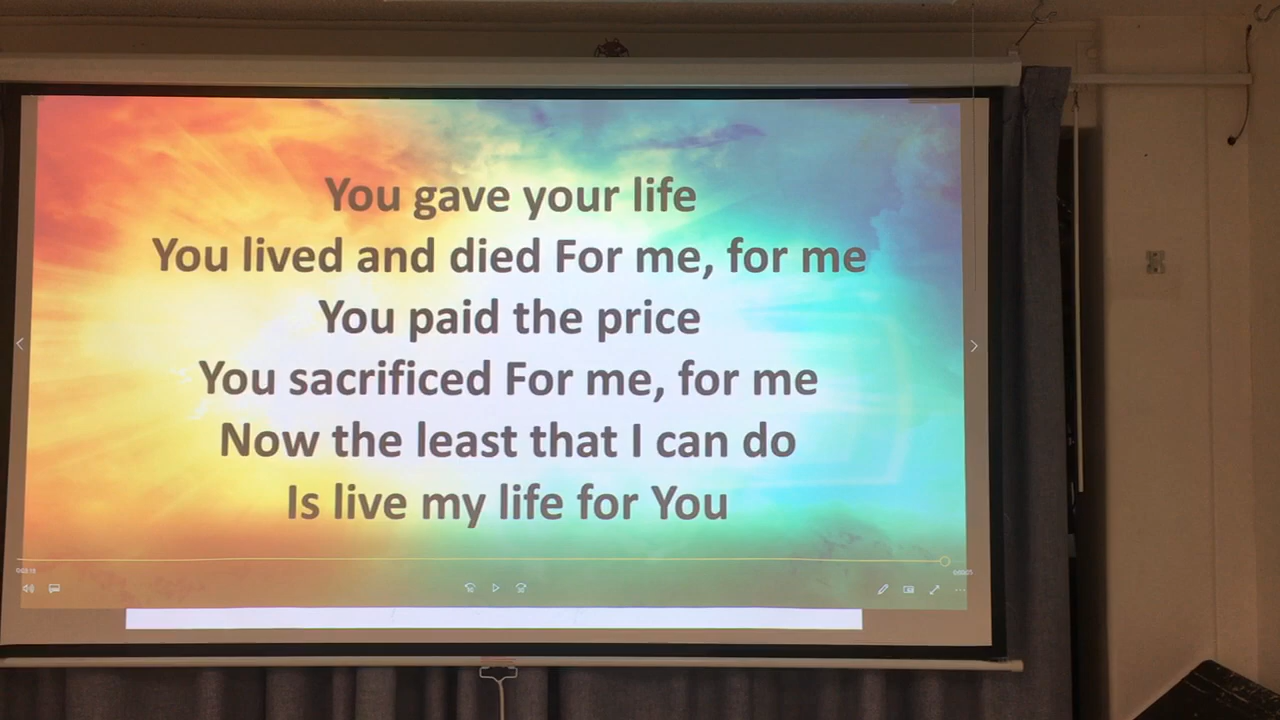 You gave your life
You lived and died For me, for me
You paid the price
You sacrificed For me, for me
Now the least that I can do
Is live my life for You